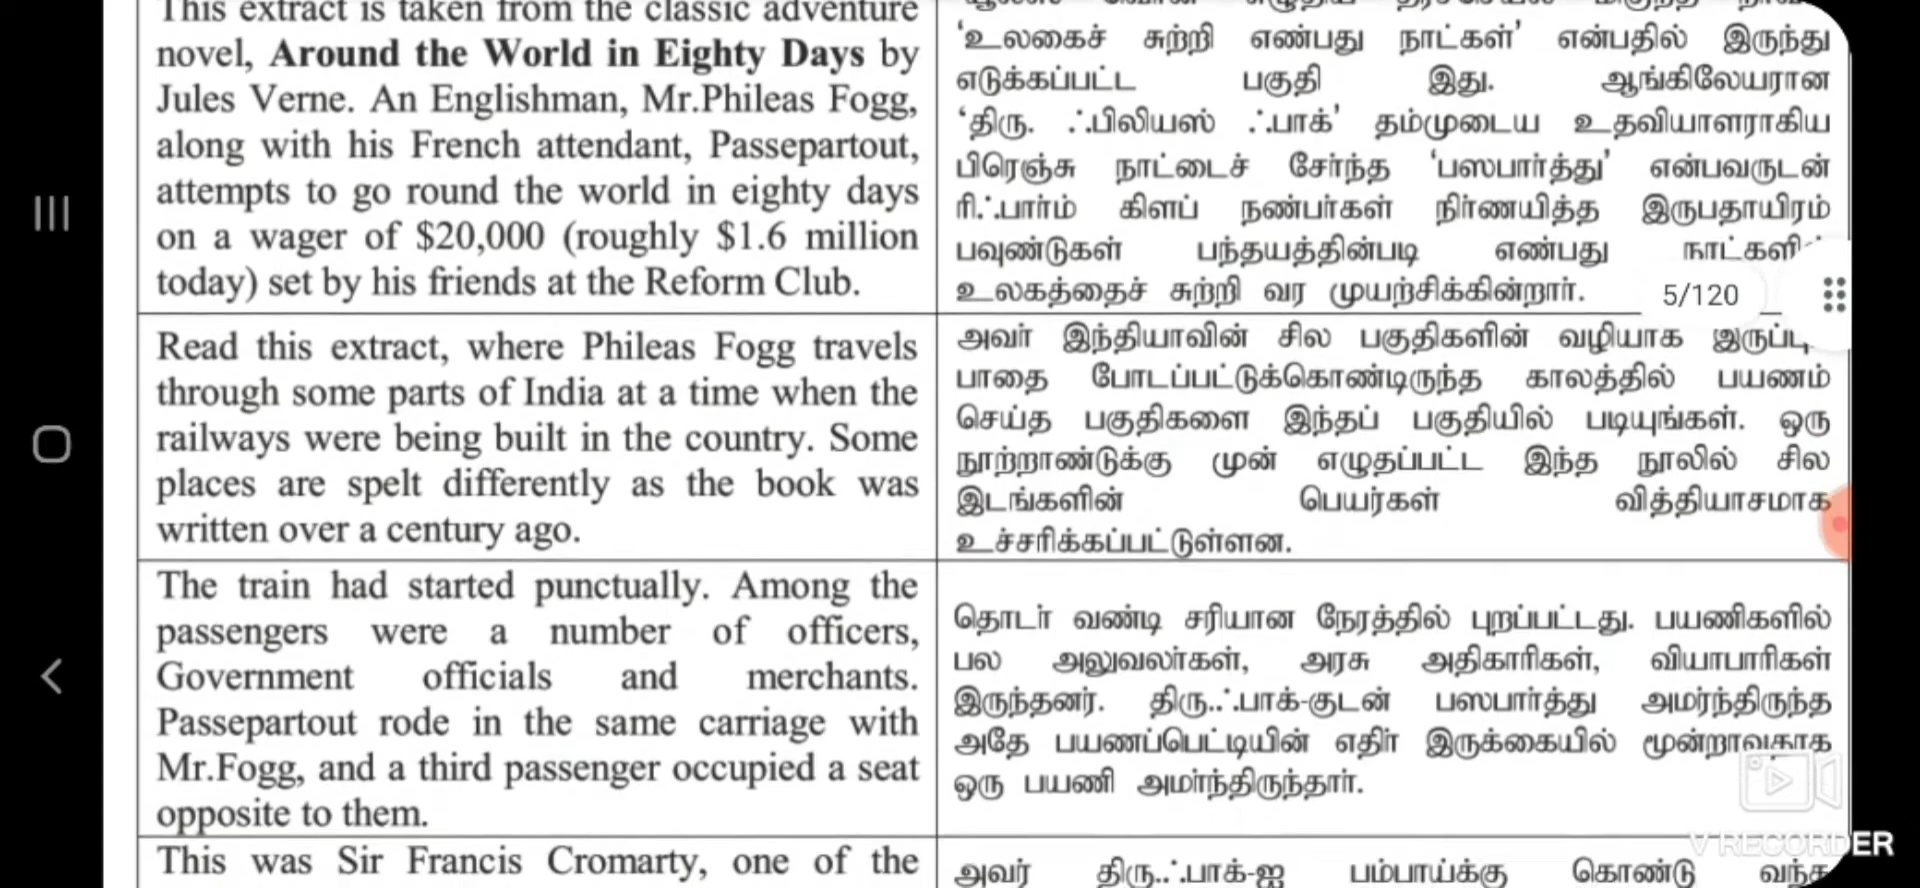 This extract is taken from the classic adventure
novel, Around the World in Eighty Days by
Jules Verne. An Englishman, Mr.Phileas Fogg,
along with his French attendant, Passepartout,
attempts to go round the world in eighty days
on a wager of $20,000 (roughly $1.6 million
today) set by his friends at the Reform Club.
‘உலகைச் சுற்றி எண்பது நாட்கள்’ என்பதில் இருந்து
எடுக்கப்பட்ட பகுதி இது. ஆங்கிலேயரான
‘திரு. ஃபிலியஸ் ஃபாக்’ தம்முடைய உதவியாளராகிய
பிரெஞ்சு நாட்டைச் சேர்ந்த ‘பஸபார்த்து’ என்பவருடன்
ரிஃபார்ம் கிளப் நண்பர்கள் நிர்ணயித்த இருபதாயிரம்
பவுண்டுகள் பந்தயத்தின்படி எண்பது
உலகத்தைச் சுற்றி வர முயற்சிக்கின்றார்.
5/120
Read this extract, where Phileas Fogg travels
through some parts of India at a time when the
railways were being built in the country. Some
places are spelt differently as the book was
written over a century ago.
அவர் இந்தியாவின் சில பகுதிகளின் வழியாக
பாதை போடப்பட்டுக்கொண்டிருந்த காலத்தில் பயணம்
செய்த பகுதிகளை இந்தப் பகுதியில் படியுங்கள். ஒரு
நூற்றாண்டுக்கு முன் எழுதப்பட்ட இந்த நூலில் சில
இடங்களின் பெயர்கள் வித்தியாசமாக
உச்சரிக்கப்பட்டுள்ளன.
The train had started punctually. Among the
passengers were a number of officers,
Government officials and merchants.
Passepartout rode in the same carriage with
Mr.Fogg, and a third passenger occupied a seat
opposite to them.
தொடர் வண்டி சரியான நேரத்தில் புறப்பட்டது. பயணிகளில்
பல அலுவலர்கள், அரசு அதிகாரிகள், வியாபாரிகள்
இருந்தனர். திரு.ஃபாக்-குடன் பஸபார்த்து அமர்ந்திருந்த
அதே பயணப்பெட்டியின் எதிர் இருக்கையில் மூன்றாவதாக
ஒரு பயணி அமர்ந்திருந்தார்.
This was Sir Francis Cromarty, one of the
அவர் திரு.ஃபாக்-ஐ பம்பாய்க்கு கொண்டு வந்த
V RECORDER